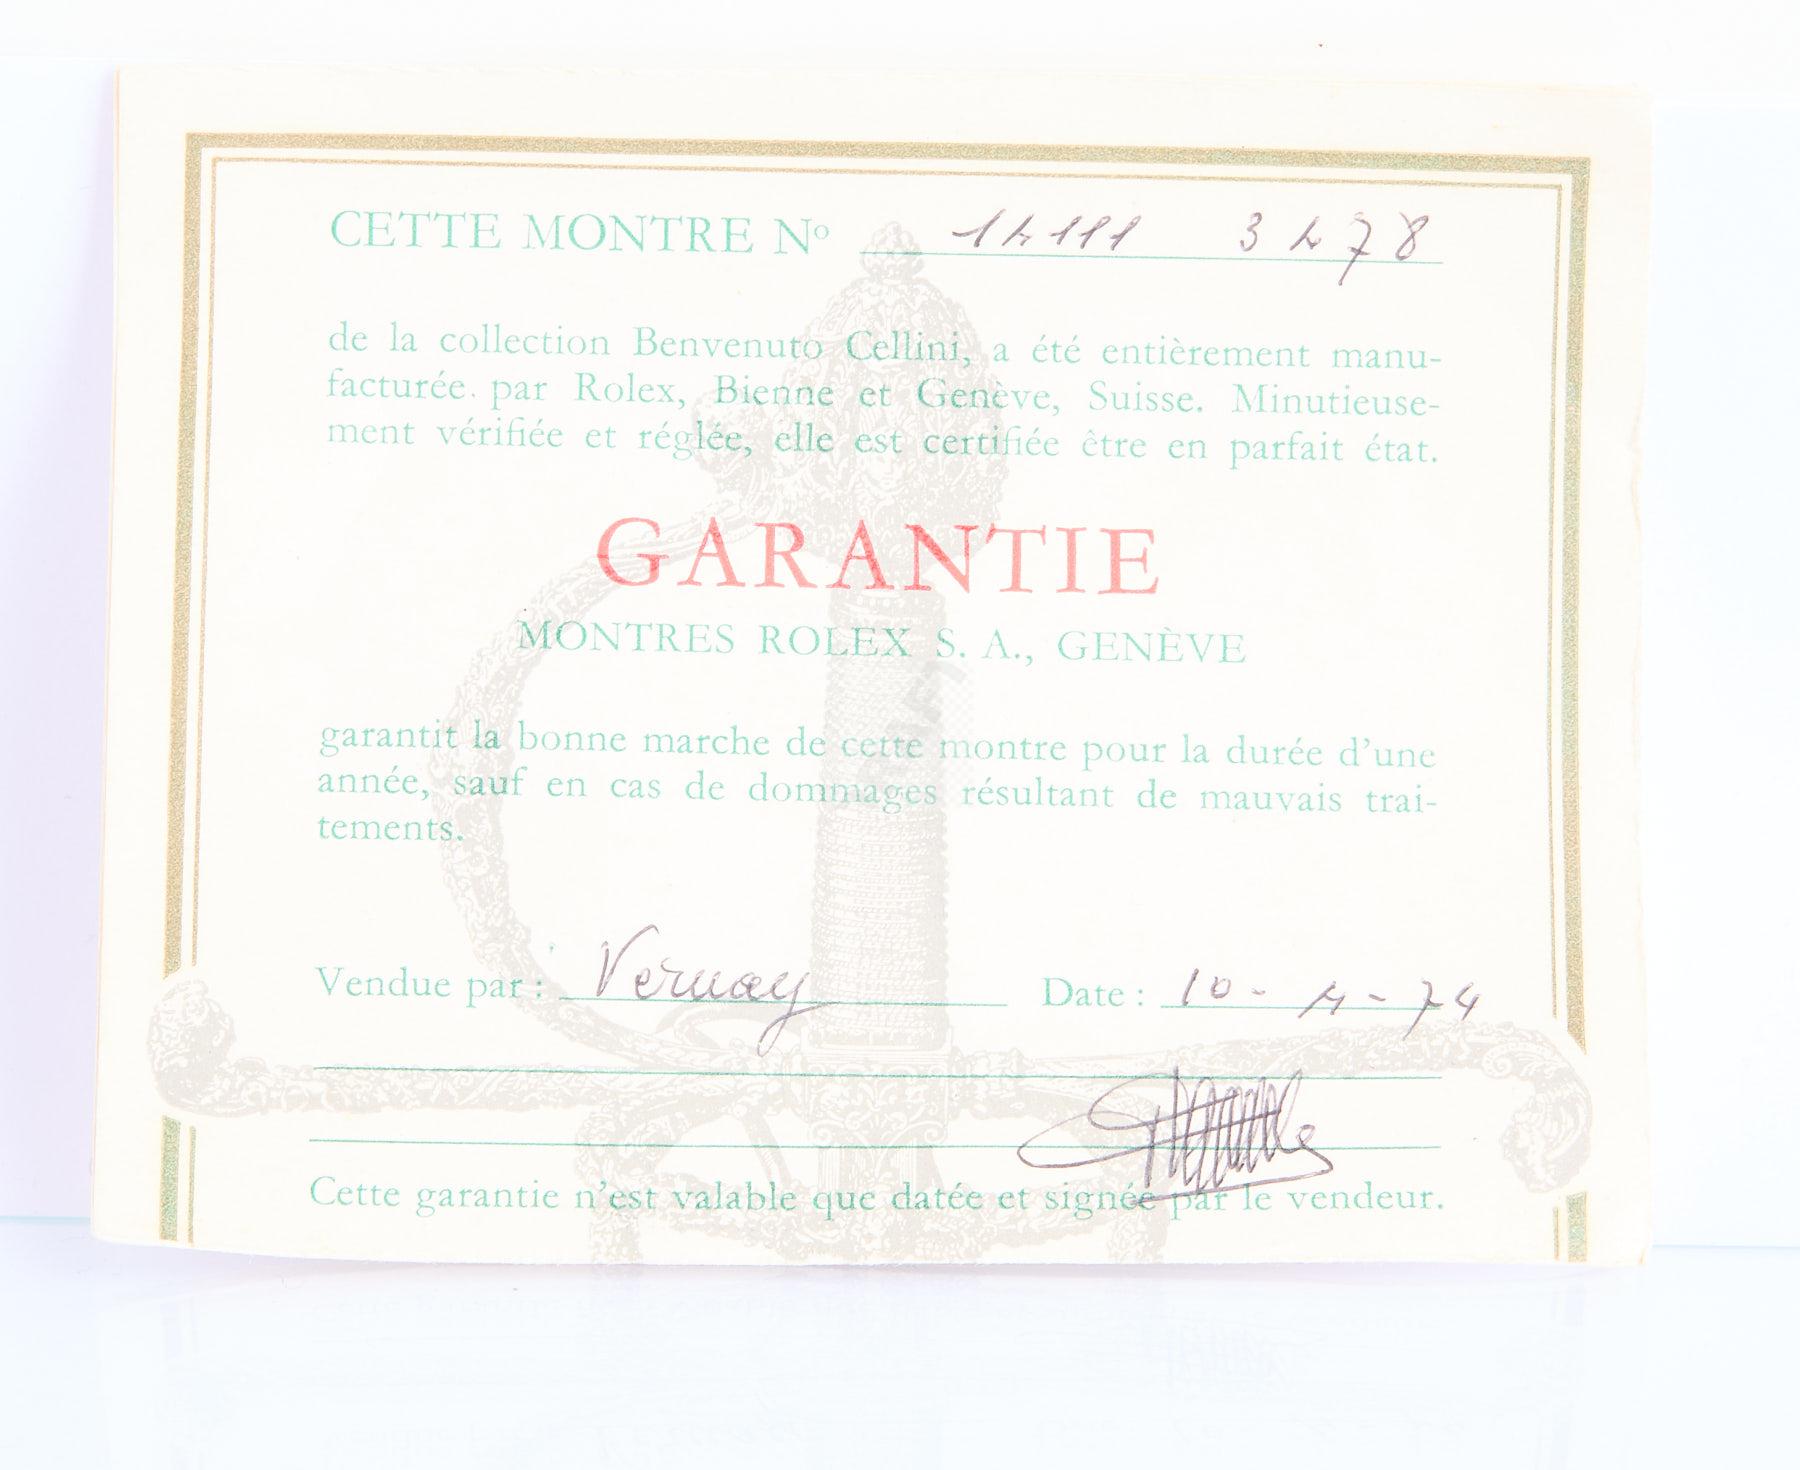 CETTE MONTRE Nº 14111 3478
de la collection Benvenuto Cellini, a été entièrement manu-
facturée par Rolex, Bienne et Genève, Suisse. Minutieuse-
ment vérifiée et réglée, elle est certifiée être en parfait état.
GARANTIE
MONTRES ROLEX S. A., GENÈVE
garantit la bonne marche de cette montre pour la durée d'une
année, sauf en cas de dommages résultant de mauvais trai-
tements.
Vendue par : Vernay Date : 10 - 4 - 74
Cette garantie n'est valable que datée et signée par le vendeur.